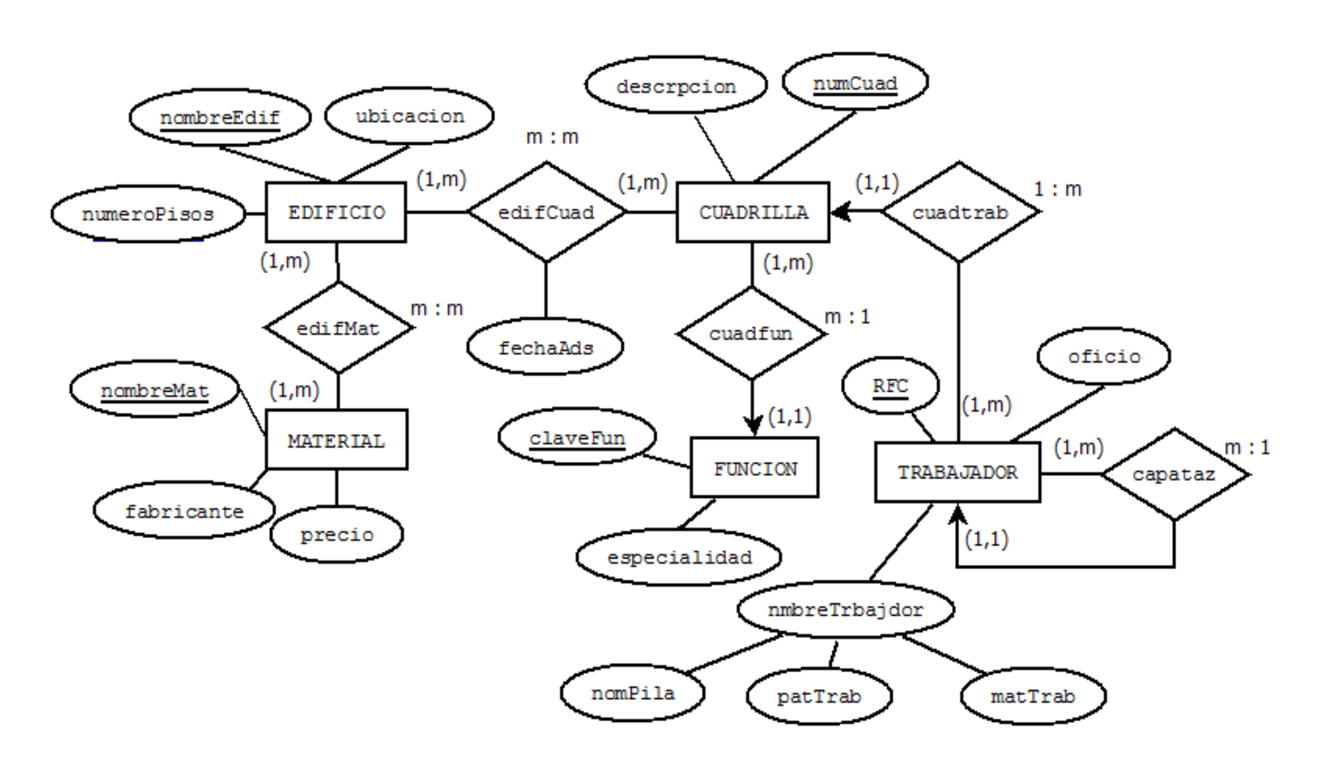 descrpcion
numCuad
nombreEdif
ubicacion
m : m
(1,m)
(1,m)
(1,1)
1 : m
numeroPisos
EDIFICIO
edifCuad
CUADRILLA
cuadtrab
(1,m)
(1,m)
m : m
edifMat
m : 1
cuadfun
fechaAds
oficio
nombreMat
(1,m)
RFC
(1,m)
(1,1)
claveFun
MATERIAL
FUNCION
TRABAJADOR
(1,m)
m : 1
capataz
fabricante
precio
(1,1)
especialidad
nmbreTrbajdor
nomPila
patTrab
matTrab